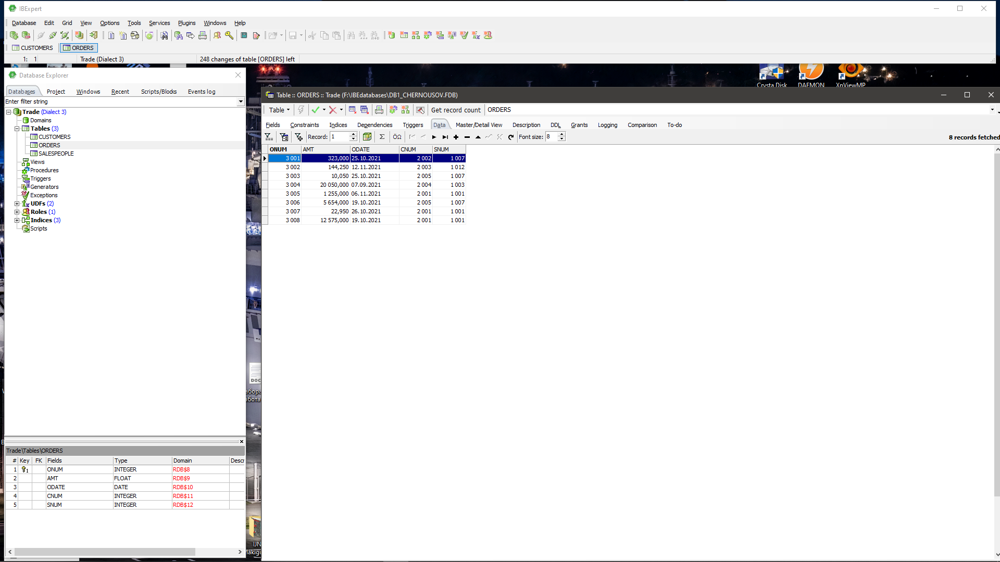 IBExpert
Database Edit Grid View Options Tools Services Plugins Windows Help
CUSTOMERS ORDERS
1: 1 Trade (Dialect 3) 248 changes of table [ORDERS] left
Crysta Disk DAEMON XnViewMP
Database Explorer
Databases Project Windows Recent Scripts/Blocks Events log
Enter filter string
Trade (Dialect 3)
Domains
Tables (3)
CUSTOMERS
ORDERS
SALESPEOPLE
Views
Procedures
Triggers
Generators
Exceptions
UDFs (2)
Roles (1)
Indices (3)
Scripts
Trade\Tables\ORDERS
# Key FK Fields Type Domain Descr
1 1 ONUM INTEGER RDB$8
2 AMT FLOAT RDB$9
3 ODATE DATE RDB$10
4 CNUM INTEGER RDB$11
5 SNUM INTEGER RDB$12
DOC
IJN
Table :: ORDERS :: Trade (F:\IBEdatabases\DB1_CHERNOUSOV.FDB)
Table Get record count ORDERS
Fields Constraints Indices Dependencies Triggers Data Master/Detail View Description DDL Grants Logging Comparison To-do
Record: 1 Σ ÖΩ Font size: 8 8 records fetched
ONUM AMT ODATE CNUM SNUM
3 001 323,000 25.10.2021 2 002 1 007
3 002 144,250 12.11.2021 2 003 1 012
3 003 10,050 25.10.2021 2 005 1 007
3 004 20 050,000 07.09.2021 2 004 1 003
3 005 1 255,000 06.11.2021 2 001 1 001
3 006 5 654,000 19.10.2021 2 005 1 007
3 007 22,950 26.10.2021 2 001 1 001
3 008 12 575,000 19.10.2021 2 001 1 001